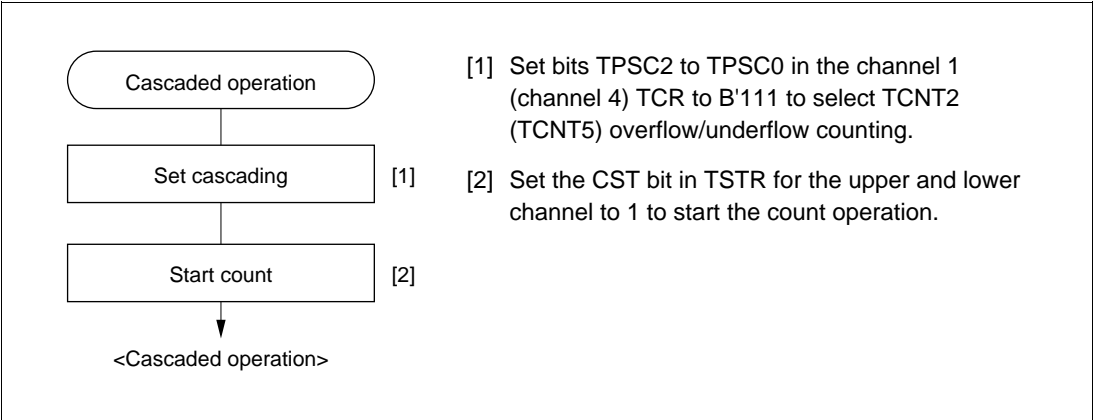 Cascaded operation
Set cascading
[1]
Start count
[2]
<Cascaded operation>
[1] Set bits TPSC2 to TPSC0 in the channel 1
(channel 4) TCR to B'111 to select TCNT2
(TCNT5) overflow/underflow counting.
[2] Set the CST bit in TSTR for the upper and lower
channel to 1 to start the count operation.